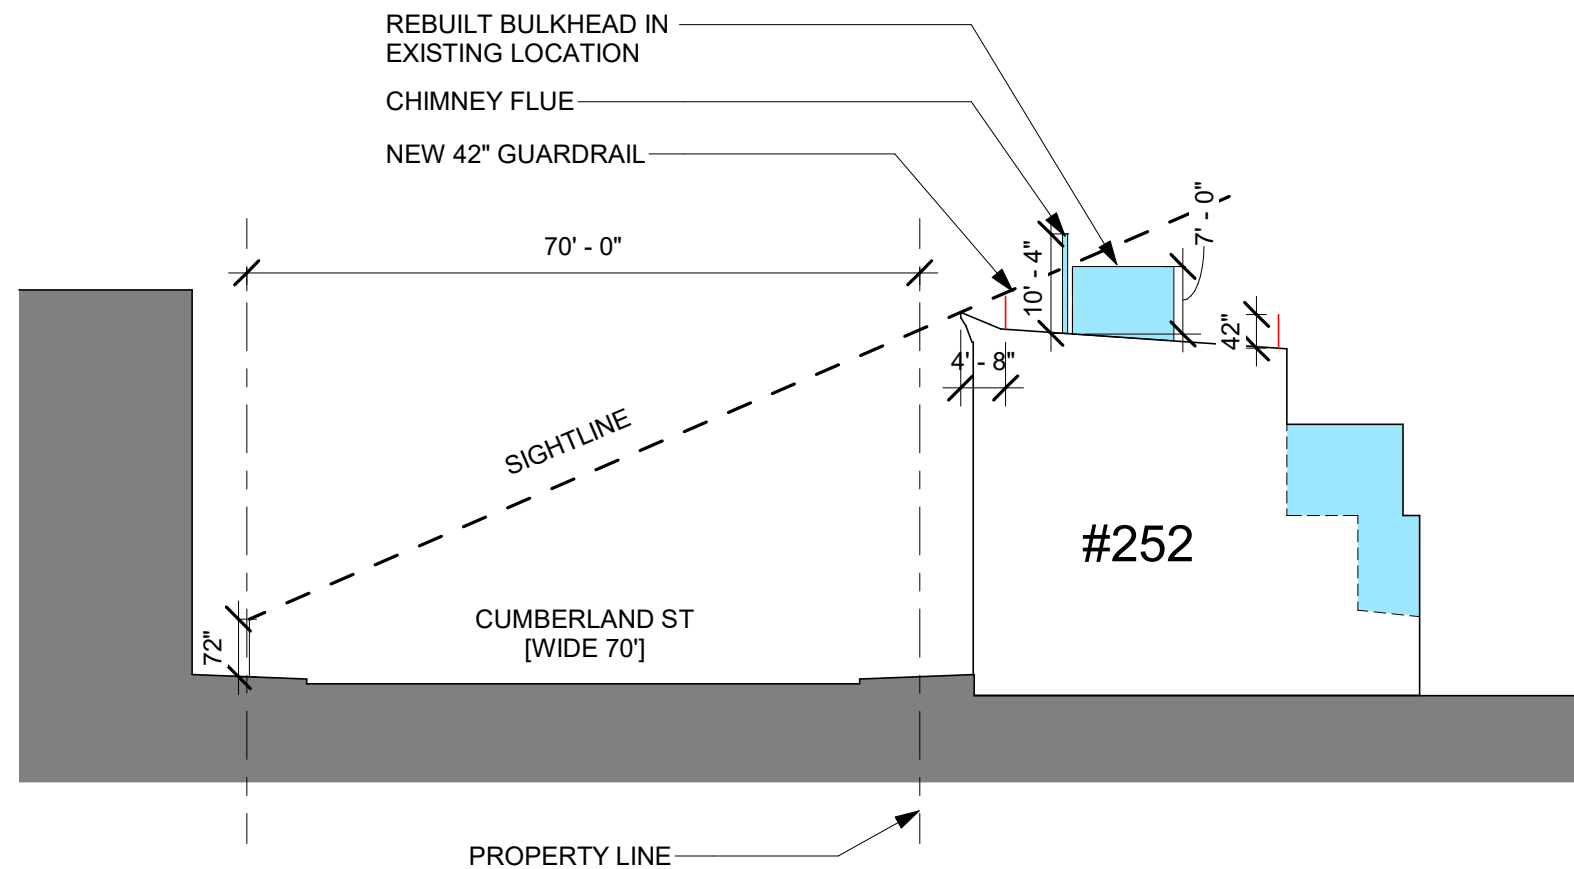 REBUILT BULKHEAD IN
EXISTING LOCATION
CHIMNEY FLUE
NEW 42" GUARDRAIL
70' - 0"
7' - 0"
10' - 4"
42"
4' - 8"
SIGHTLINE
#252
CUMBERLAND ST
[WIDE 70']
72"
PROPERTY LINE